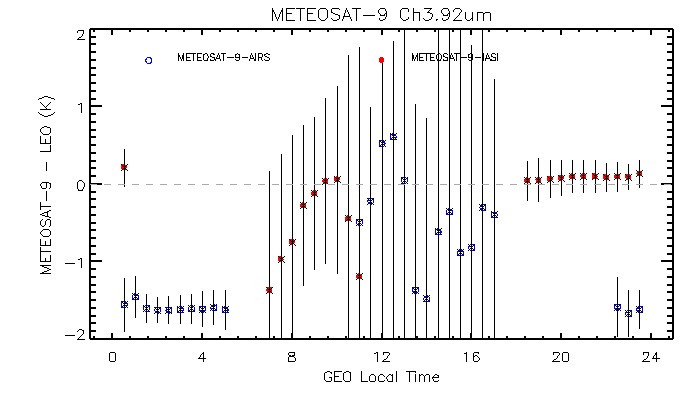 METEOSAT-9 Ch3.92um
METEOSAT-9-AIRS
METEOSAT-9-IASI
METEOSAT-9 - LEO (K)
2
1
0
-1
-2
0 4 8 12 16 20 24
GEO Local Time